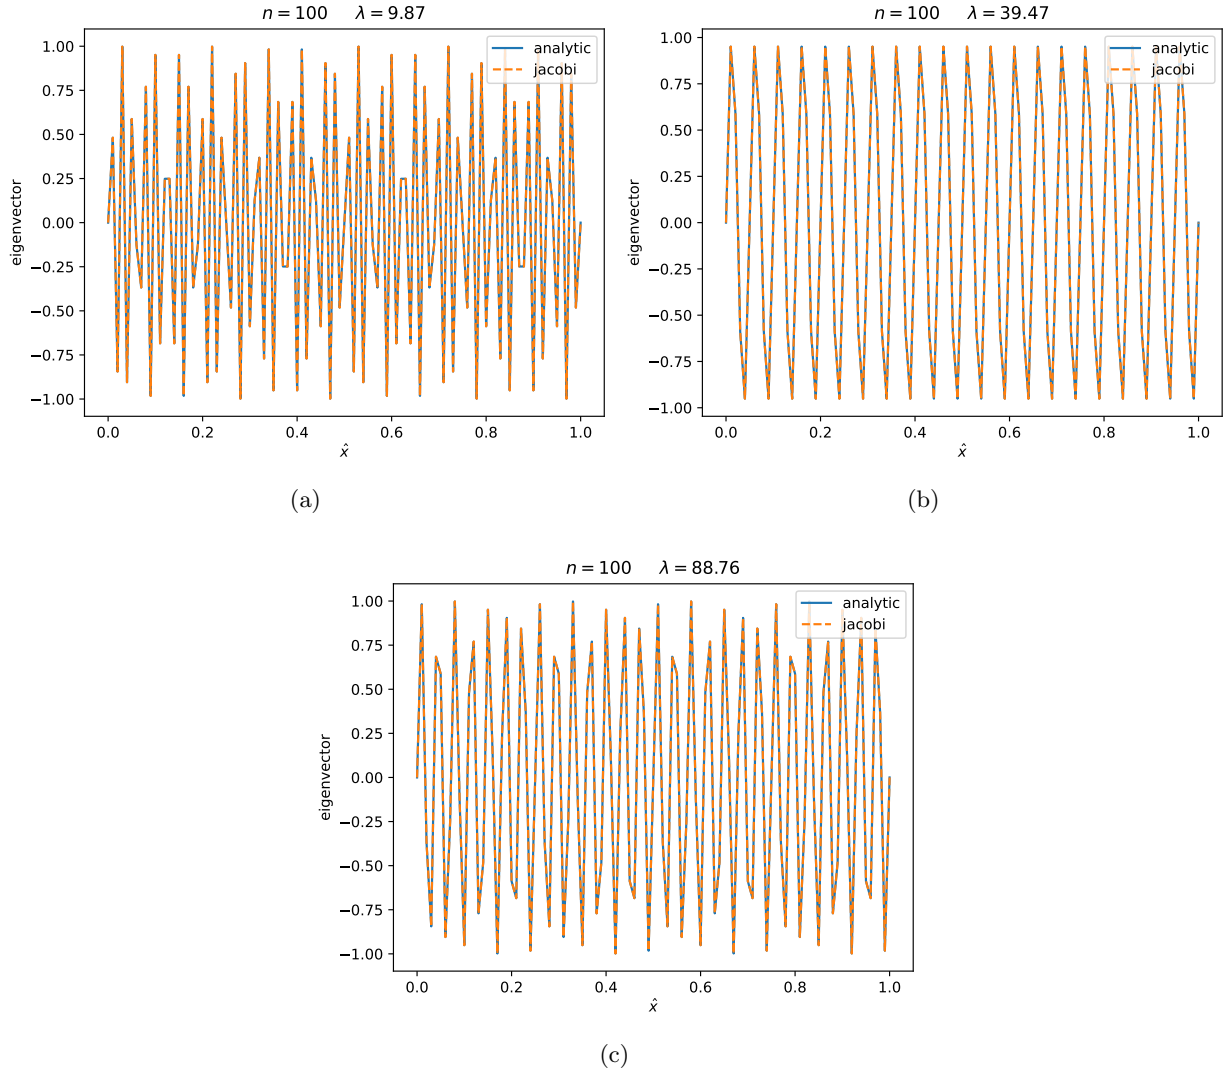 n = 100 λ = 9.87
analytic
jacobi
1.00
0.75
0.50
0.25
0.00
−0.25
−0.50
−0.75
−1.00
eigenvector
0.0 0.2 0.4 0.6 0.8 1.0
x̂
(a)
n = 100 λ = 39.47
analytic
jacobi
1.00
0.75
0.50
0.25
0.00
−0.25
−0.50
−0.75
−1.00
eigenvector
0.0 0.2 0.4 0.6 0.8 1.0
x̂
(b)
n = 100 λ = 88.76
analytic
jacobi
1.00
0.75
0.50
0.25
0.00
−0.25
−0.50
−0.75
−1.00
eigenvector
0.0 0.2 0.4 0.6 0.8 1.0
x̂
(c)